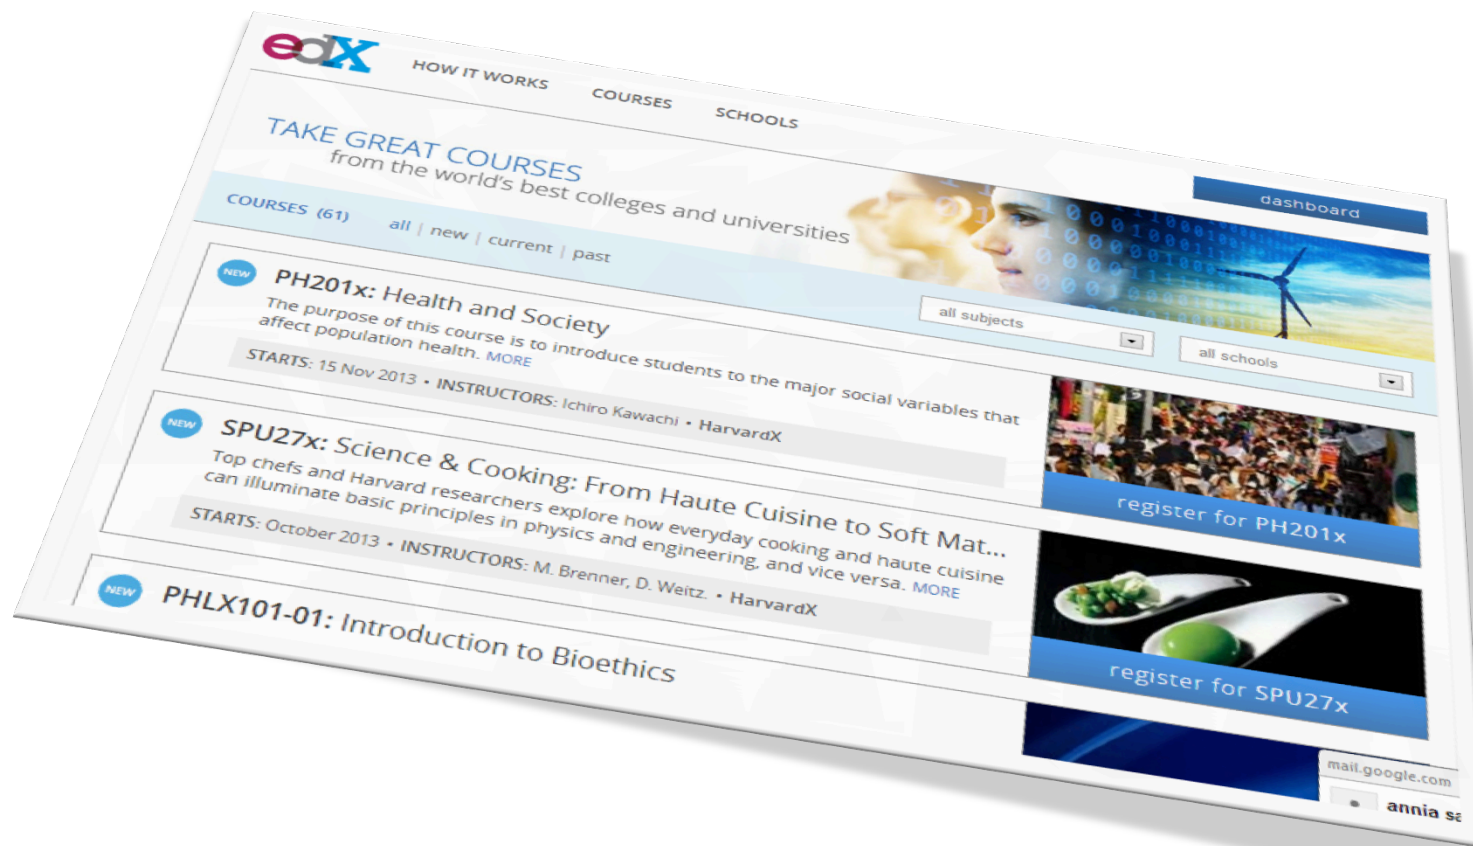 edX
HOW IT WORKS
COURSES
SCHOOLS
dashboard
TAKE GREAT COURSES
from the world's best colleges and universities
COURSES (61)
all | new | current | past
all subjects
all schools
NEW
PH201x: Health and Society
The purpose of this course is to introduce students to the major social variables that
affect population health. MORE
STARTS: 15 Nov 2013 • INSTRUCTORS: Ichiro Kawachi • HarvardX
register for PH201x
NEW
SPU27x: Science & Cooking: From Haute Cuisine to Soft Mat...
Top chefs and Harvard researchers explore how everyday cooking and haute cuisine
can illuminate basic principles in physics and engineering, and vice versa. MORE
STARTS: October 2013 • INSTRUCTORS: M. Brenner, D. Weitz. • HarvardX
register for SPU27x
NEW
PHLX101-01: Introduction to Bioethics
mail.google.com
annia sa